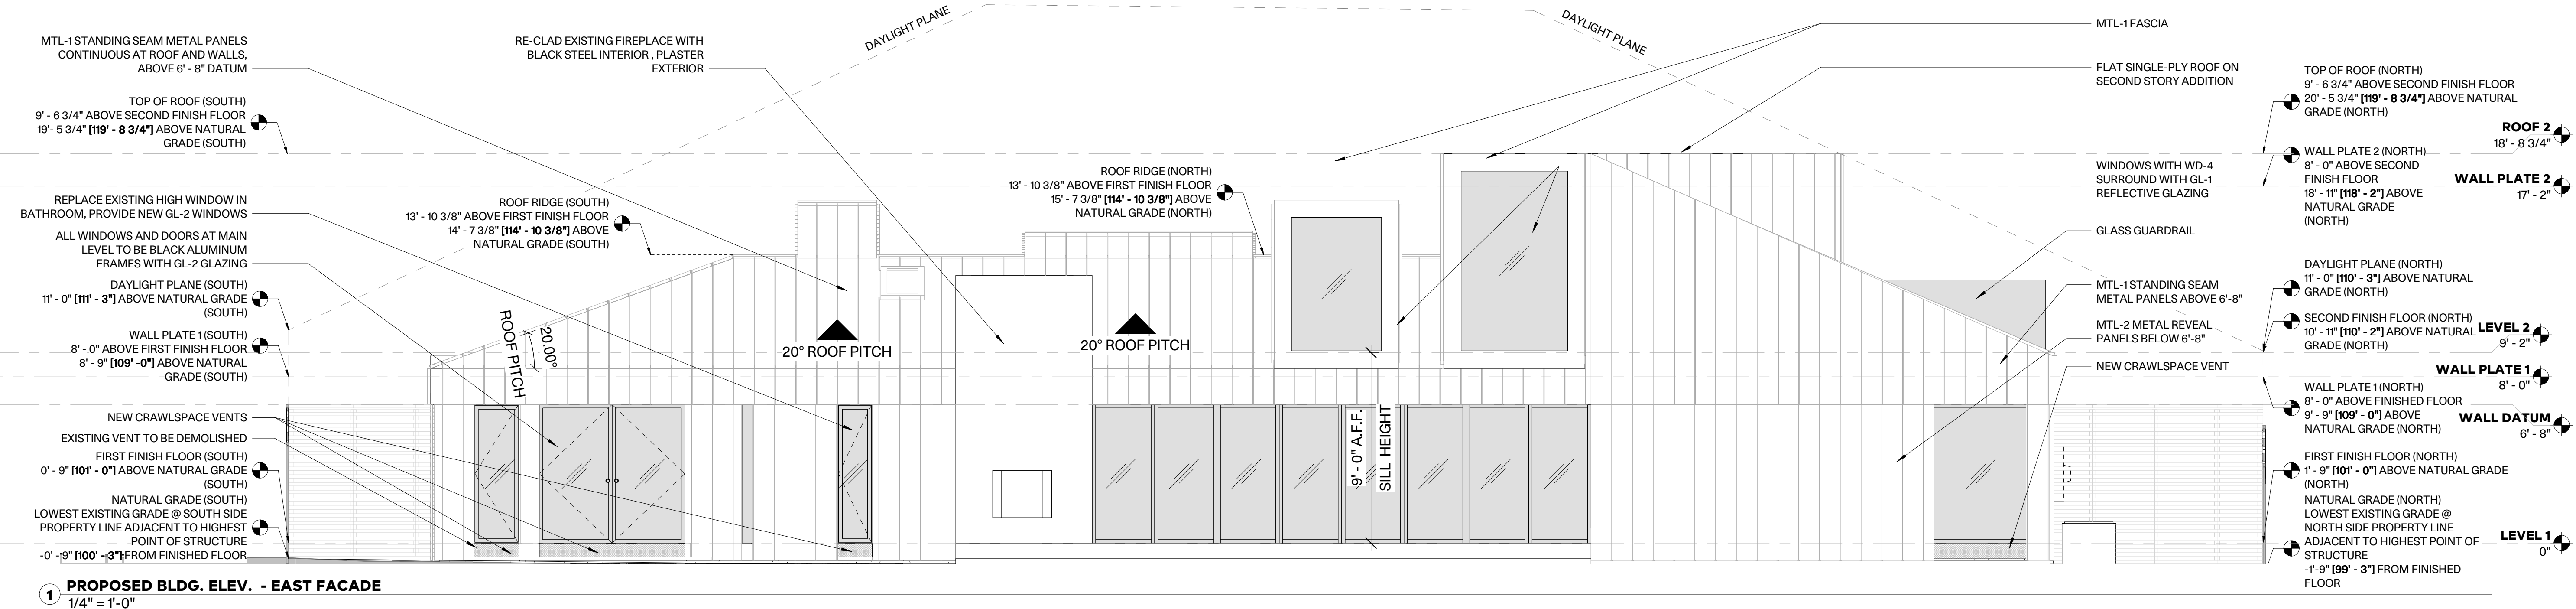 MTL-1 STANDING SEAM METAL PANELS
CONTINUOUS AT ROOF AND WALLS,
ABOVE 6' - 8" DATUM
TOP OF ROOF (SOUTH)
9' - 6 3/4" ABOVE SECOND FINISH FLOOR
19'- 5 3/4" [119' - 8 3/4"] ABOVE NATURAL
GRADE (SOUTH)
REPLACE EXISTING HIGH WINDOW IN
BATHROOM, PROVIDE NEW GL-2 WINDOWS
ALL WINDOWS AND DOORS AT MAIN
LEVEL TO BE BLACK ALUMINUM
FRAMES WITH GL-2 GLAZING
DAYLIGHT PLANE (SOUTH)
11' - 0" [111' - 3"] ABOVE NATURAL GRADE
(SOUTH)
WALL PLATE 1 (SOUTH)
8' - 0" ABOVE FIRST FINISH FLOOR
8' - 9" [109' -0"] ABOVE NATURAL
GRADE (SOUTH)
NEW CRAWLSPACE VENTS
EXISTING VENT TO BE DEMOLISHED
FIRST FINISH FLOOR (SOUTH)
0' - 9" [101' - 0"] ABOVE NATURAL GRADE
(SOUTH)
NATURAL GRADE (SOUTH)
LOWEST EXISTING GRADE @ SOUTH SIDE
PROPERTY LINE ADJACENT TO HIGHEST
POINT OF STRUCTURE
-0' - 9" [100' - 3"] FROM FINISHED FLOOR
RE-CLAD EXISTING FIREPLACE WITH
BLACK STEEL INTERIOR , PLASTER
EXTERIOR
ROOF RIDGE (SOUTH)
13' - 10 3/8" ABOVE FIRST FINISH FLOOR
14' - 7 3/8" [114' - 10 3/8"] ABOVE
NATURAL GRADE (SOUTH)
ROOF PITCH
20.00°
DAYLIGHT PLANE
20° ROOF PITCH
ROOF RIDGE (NORTH)
13' - 10 3/8" ABOVE FIRST FINISH FLOOR
15' - 7 3/8" [114' - 10 3/8"] ABOVE
NATURAL GRADE (NORTH)
20° ROOF PITCH
9' - 0" A.F.F.
SILL HEIGHT
DAYLIGHT PLANE
MTL-1 FASCIA
FLAT SINGLE-PLY ROOF ON
SECOND STORY ADDITION
WINDOWS WITH WD-4
SURROUND WITH GL-1
REFLECTIVE GLAZING
GLASS GUARDRAIL
MTL-1 STANDING SEAM
METAL PANELS ABOVE 6'-8"
MTL-2 METAL REVEAL
PANELS BELOW 6'-8"
NEW CRAWLSPACE VENT
TOP OF ROOF (NORTH)
9' - 6 3/4" ABOVE SECOND FINISH FLOOR
20' - 5 3/4" [119' - 8 3/4"] ABOVE NATURAL
GRADE (NORTH)
WALL PLATE 2 (NORTH)
8' - 0" ABOVE SECOND
FINISH FLOOR
18' - 11" [118' - 2"] ABOVE
NATURAL GRADE
(NORTH)
DAYLIGHT PLANE (NORTH)
11' - 0" [110' - 3"] ABOVE NATURAL
GRADE (NORTH)
SECOND FINISH FLOOR (NORTH)
10' - 11" [110' - 2"] ABOVE NATURAL
GRADE (NORTH)
WALL PLATE 1 (NORTH)
8' - 0" ABOVE FINISHED FLOOR
9' - 9" [109' - 0"] ABOVE
NATURAL GRADE (NORTH)
FIRST FINISH FLOOR (NORTH)
1' - 9" [101' - 0"] ABOVE NATURAL GRADE
(NORTH)
NATURAL GRADE (NORTH)
LOWEST EXISTING GRADE @
NORTH SIDE PROPERTY LINE
ADJACENT TO HIGHEST POINT OF
STRUCTURE
-1'-9" [99' - 3"] FROM FINISHED
FLOOR
ROOF 2
18' - 8 3/4"
WALL PLATE 2
17' - 2"
LEVEL 2
9' - 2"
WALL PLATE 1
8' - 0"
WALL DATUM
6' - 8"
LEVEL 1
0"
1 PROPOSED BLDG. ELEV. - EAST FACADE
1/4" = 1'-0"